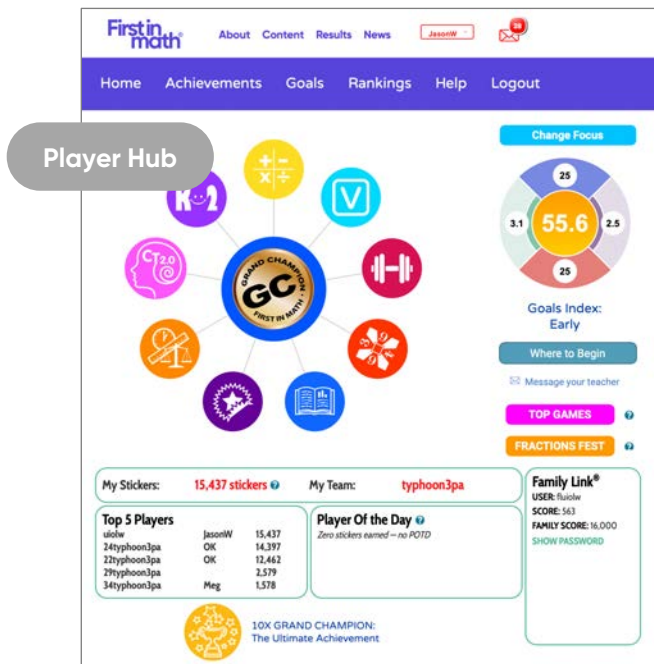 First in
math®
About Content Results News
JasonW
Home Achievements Goals Rankings Help Logout
Player Hub
Change Focus
K-2
+ −
× ÷
V
CT2.0
GRAND CHAMPION
GC
FIRST IN MATH
25
3.1
55.6
2.5
25
Goals Index:
Early
Where to Begin
Message your teacher
TOP GAMES ?
FRACTIONS FEST ?
My Stickers: 15,437 stickers ? My Team: typhoon3pa
Top 5 Players
uiolw JasonW 15,437
24typhoon3pa OK 14,397
22typhoon3pa OK 12,462
29typhoon3pa 2,579
34typhoon3pa Meg 1,578
Player Of the Day ?
Zero stickers earned — no POTD
Family Link®
USER: fluiolw
SCORE: 563
FAMILY SCORE: 16,000
SHOW PASSWORD
10X GRAND CHAMPION:
The Ultimate Achievement